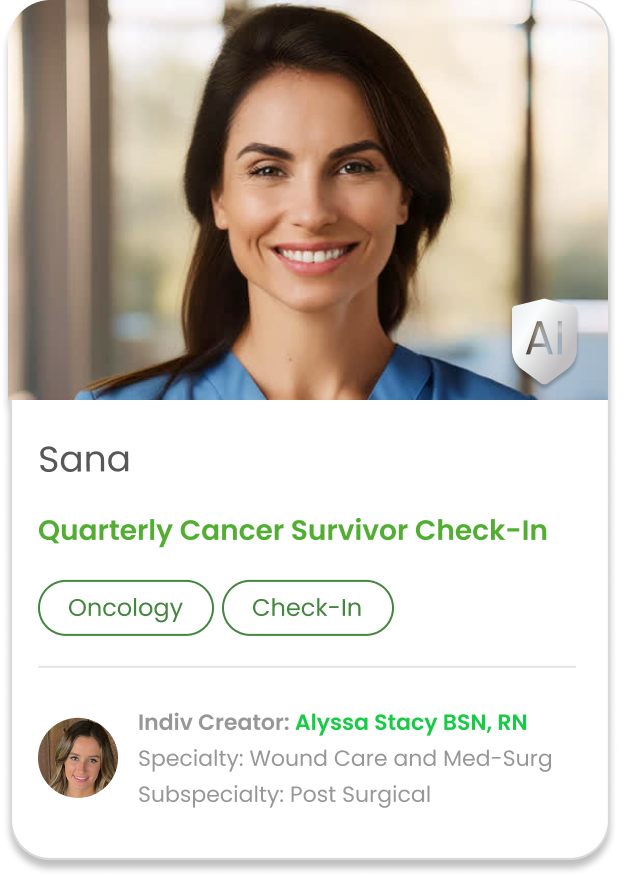 AI
Sana
Quarterly Cancer Survivor Check-In
Oncology
Check-In
Indiv Creator: Alyssa Stacy BSN, RN
Specialty: Wound Care and Med-Surg
Subspecialty: Post Surgical